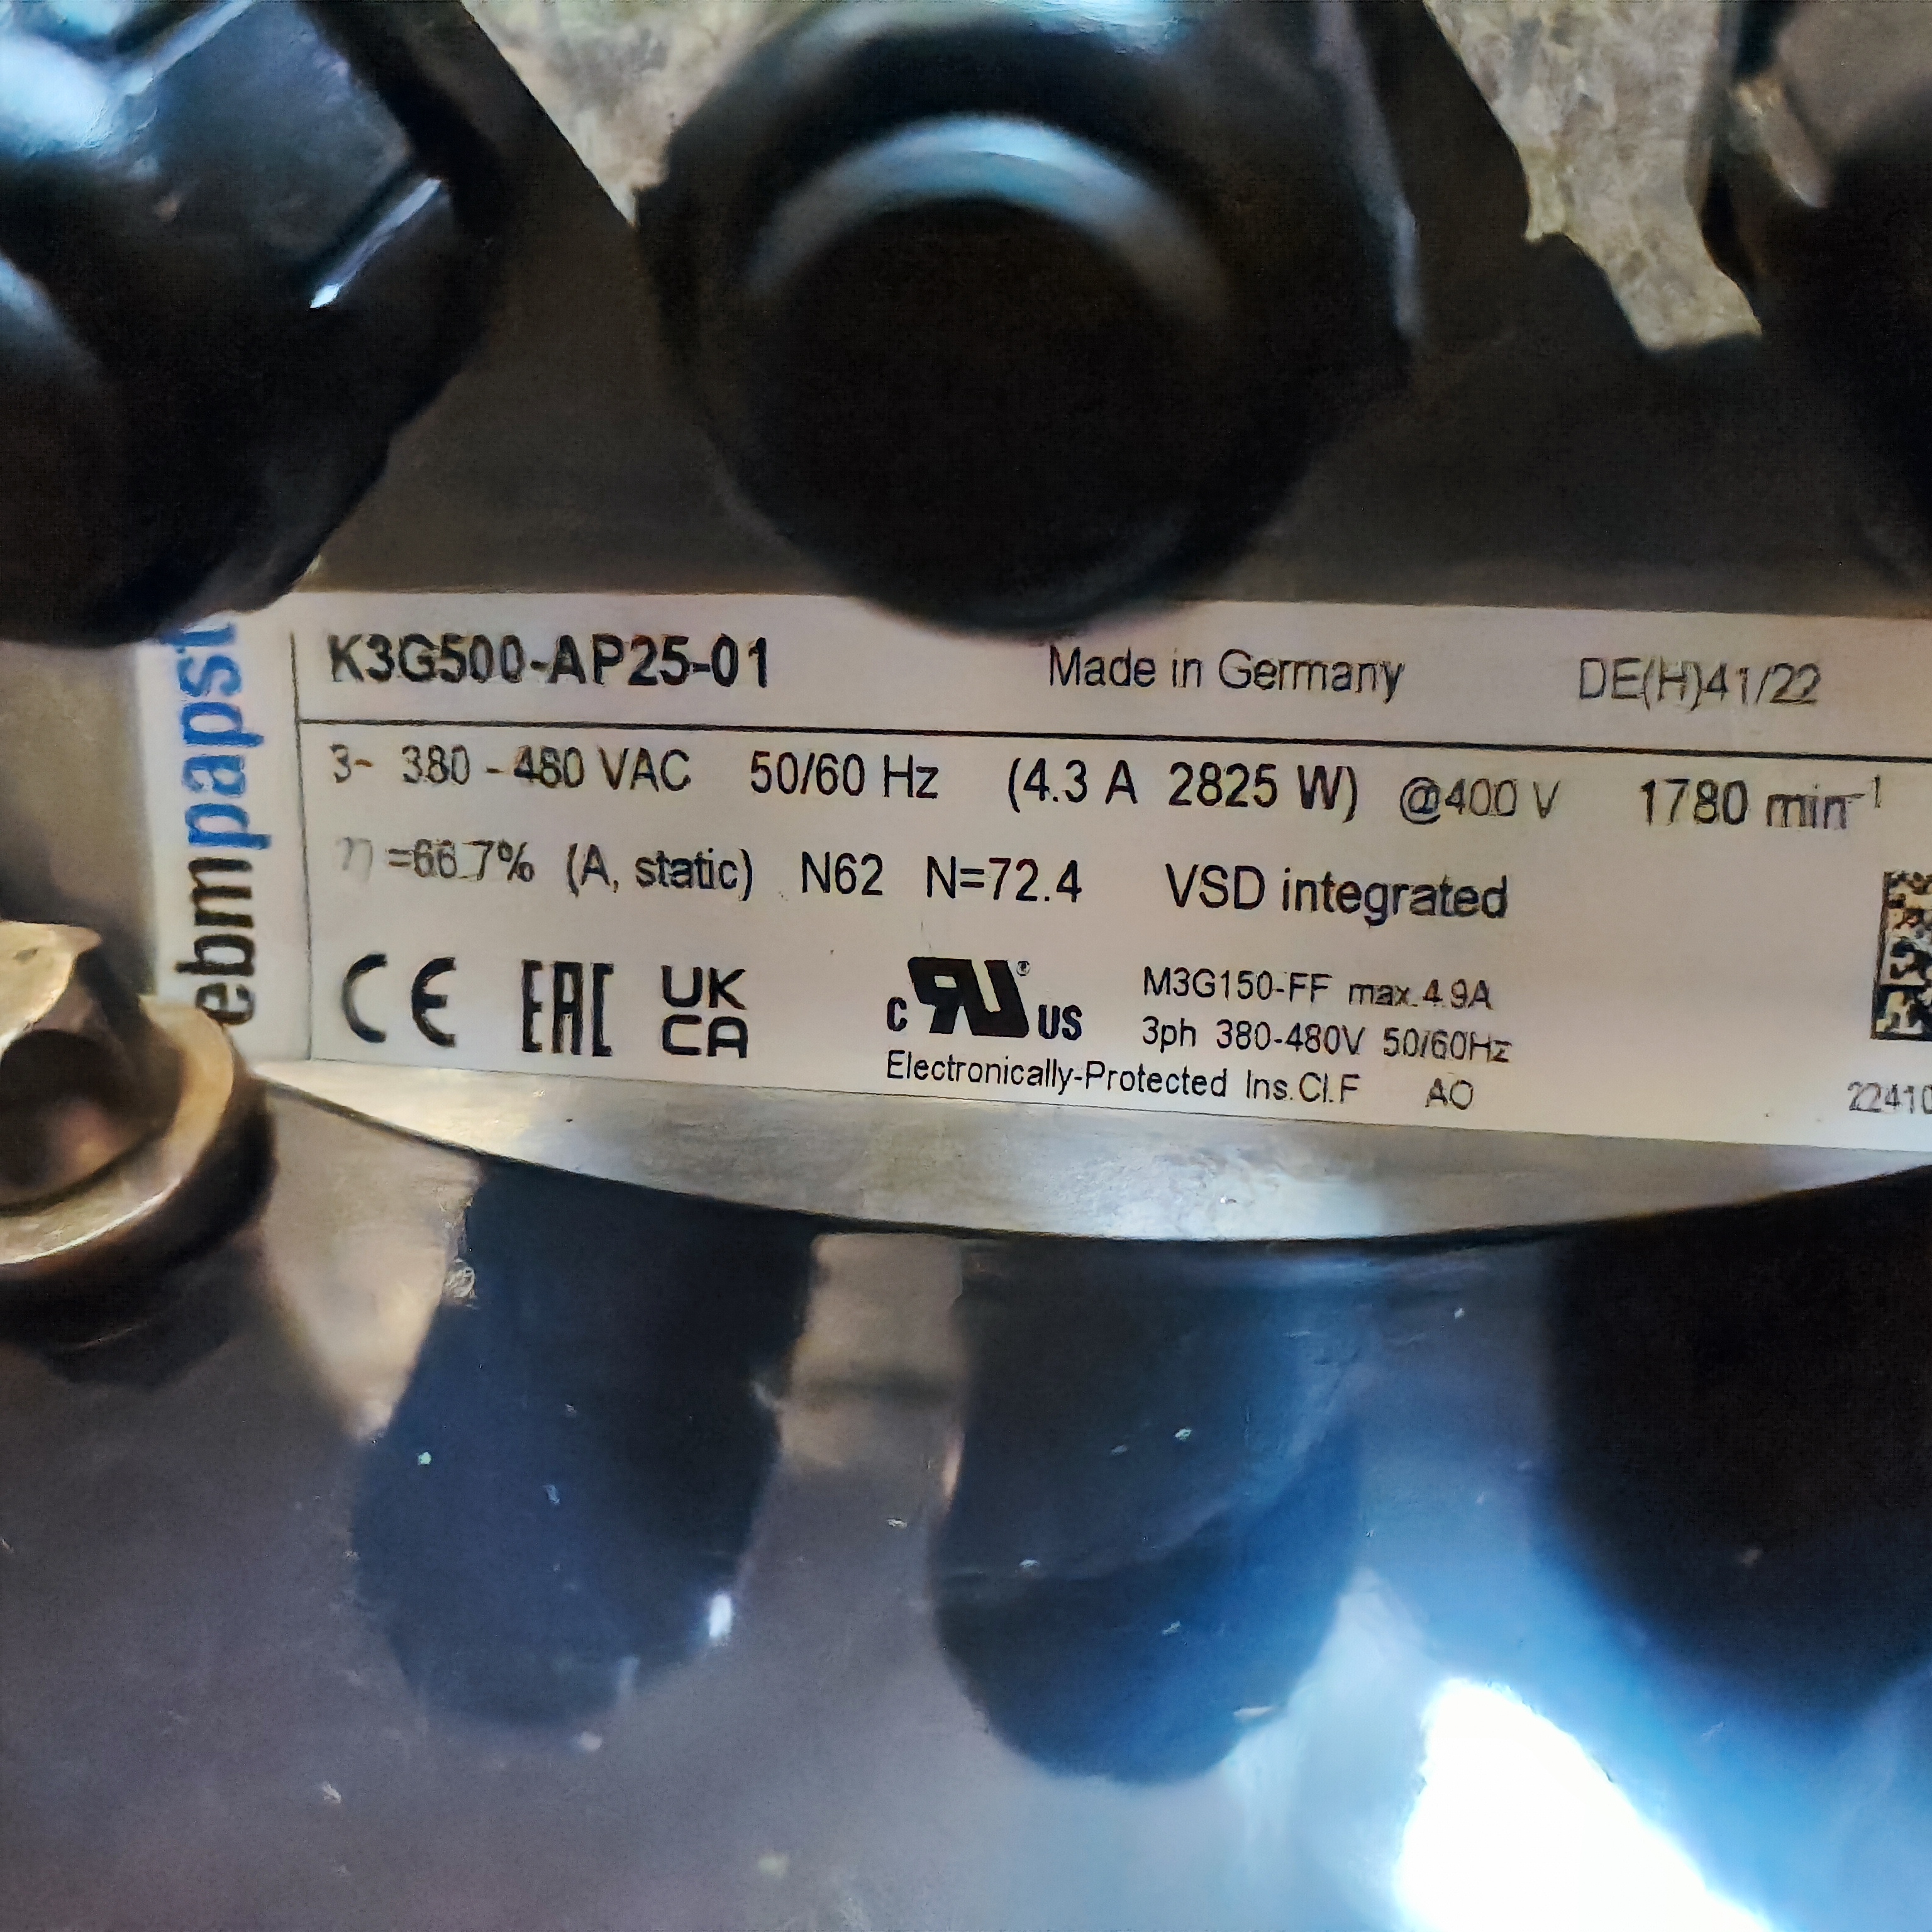 ebmpapst
K3G500-AP25-01 Made in Germany DE(H)41/22
3~ 380 - 480 VAC 50/60 Hz (4.3 A 2825 W) @400 V 1780 min⁻¹
η =66.7% (A, static) N62 N=72.4 VSD integrated
CE EAC UK CA
c RU® US
M3G150-FF max.4.9A
3ph 380-480V 50/60Hz
Electronically-Protected Ins.Cl.F AO
22410